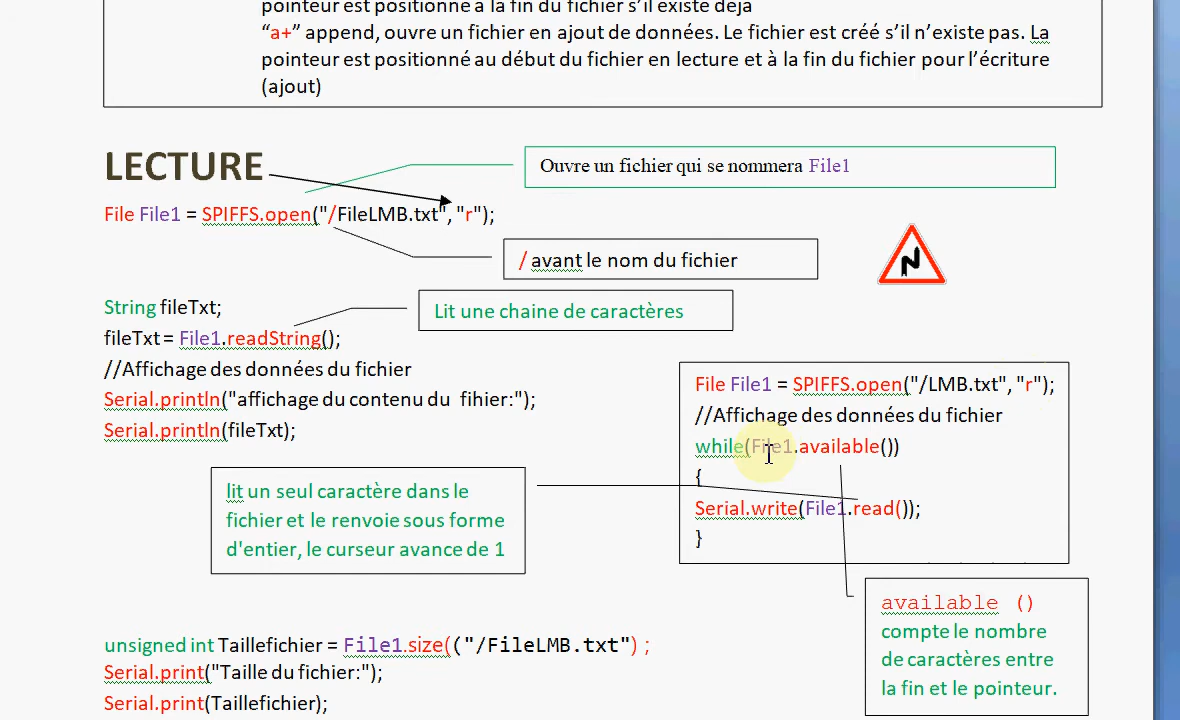 pointeur est positionné à la fin du fichier s'il existe déjà
“a+” append, ouvre un fichier en ajout de données. Le fichier est créé s'il n'existe pas. La
pointeur est positionné au début du fichier en lecture et à la fin du fichier pour l'écriture
(ajout)
LECTURE
Ouvre un fichier qui se nommera File1
File File1 = SPIFFS.open("/FileLMB.txt", "r");
/ avant le nom du fichier
String fileTxt;
Lit une chaine de caractères
fileTxt = File1.readString();
//Affichage des données du fichier
Serial.println("affichage du contenu du  fihier:");
Serial.println(fileTxt);
File File1 = SPIFFS.open("/LMB.txt", "r");
//Affichage des données du fichier
while(File1.available())
{
Serial.write(File1.read());
}
lit un seul caractère dans le
fichier et le renvoie sous forme
d'entier, le curseur avance de 1
available ()
compte le nombre
de caractères entre
la fin et le pointeur.
unsigned int Taillefichier = File1.size(("/FileLMB.txt") ;
Serial.print("Taille du fichier:");
Serial.print(Taillefichier);